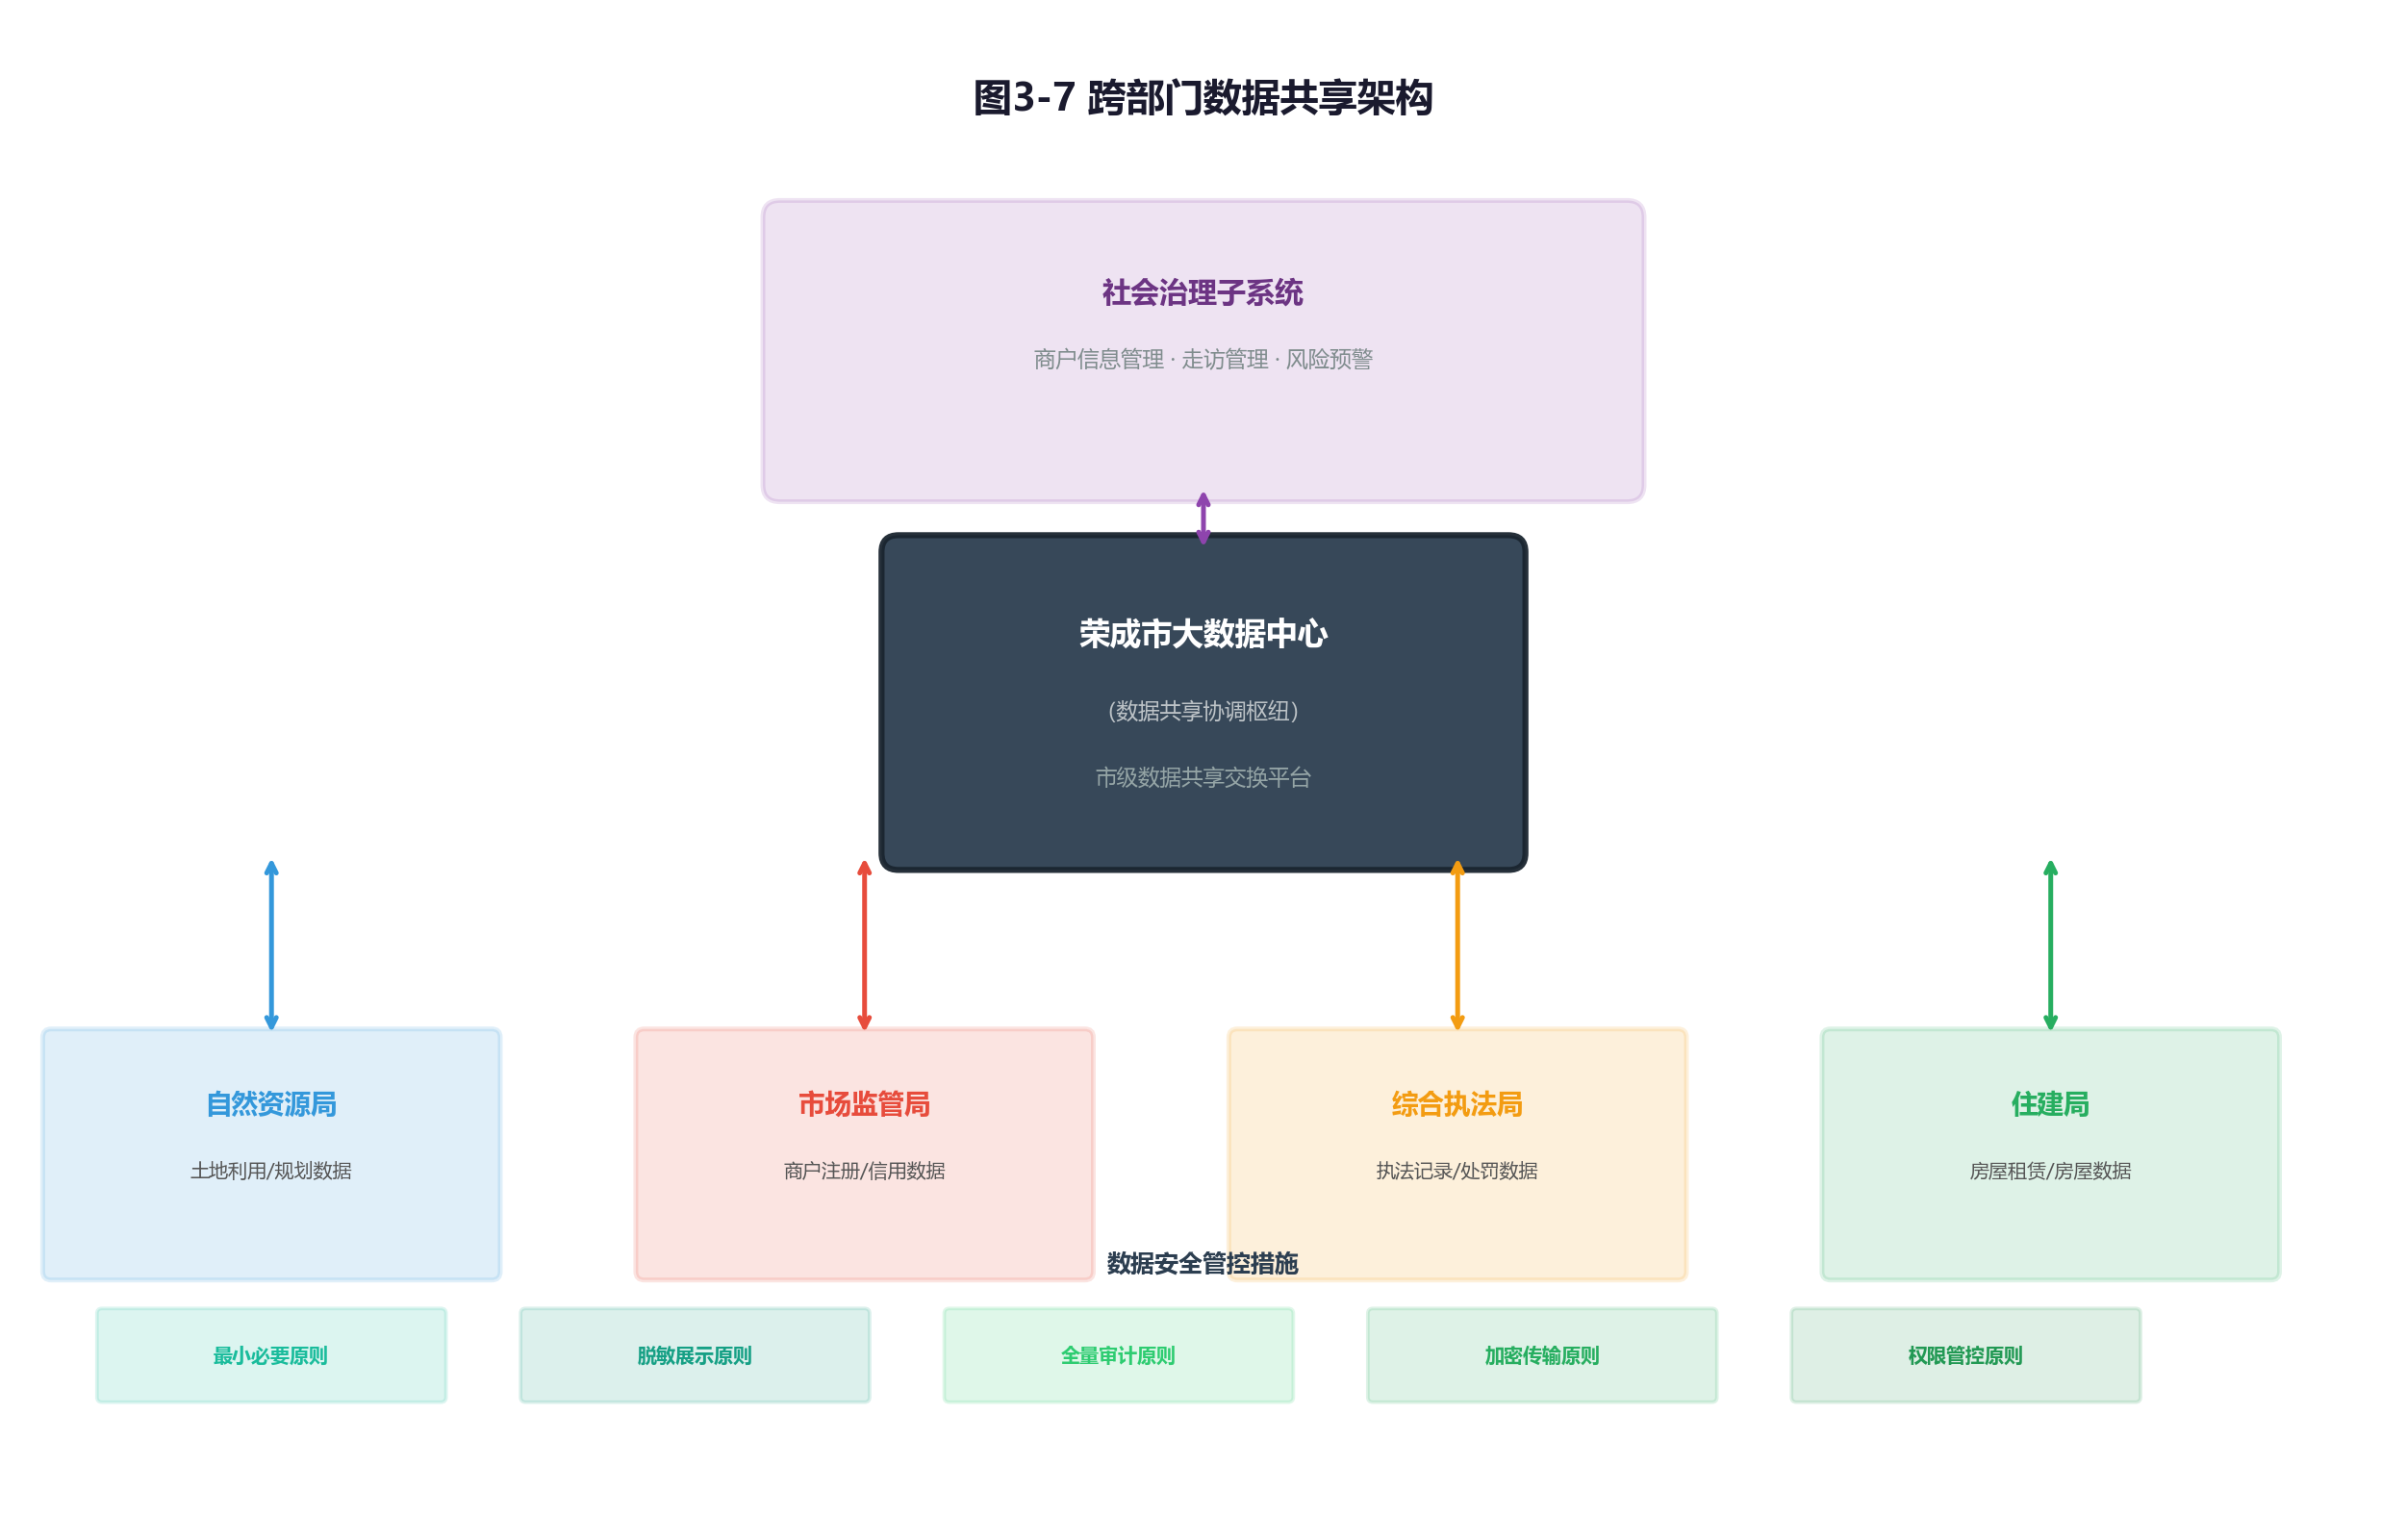 图3-7 跨部门数据共享架构
社会治理子系统
商户信息管理 · 走访管理 · 风险预警
荣成市大数据中心
(数据共享协调枢纽)
市级数据共享交换平台
自然资源局
土地利用/规划数据
市场监管局
商户注册/信用数据
综合执法局
执法记录/处罚数据
住建局
房屋租赁/房屋数据
数据安全管控措施
最小必要原则
脱敏展示原则
全量审计原则
加密传输原则
权限管控原则